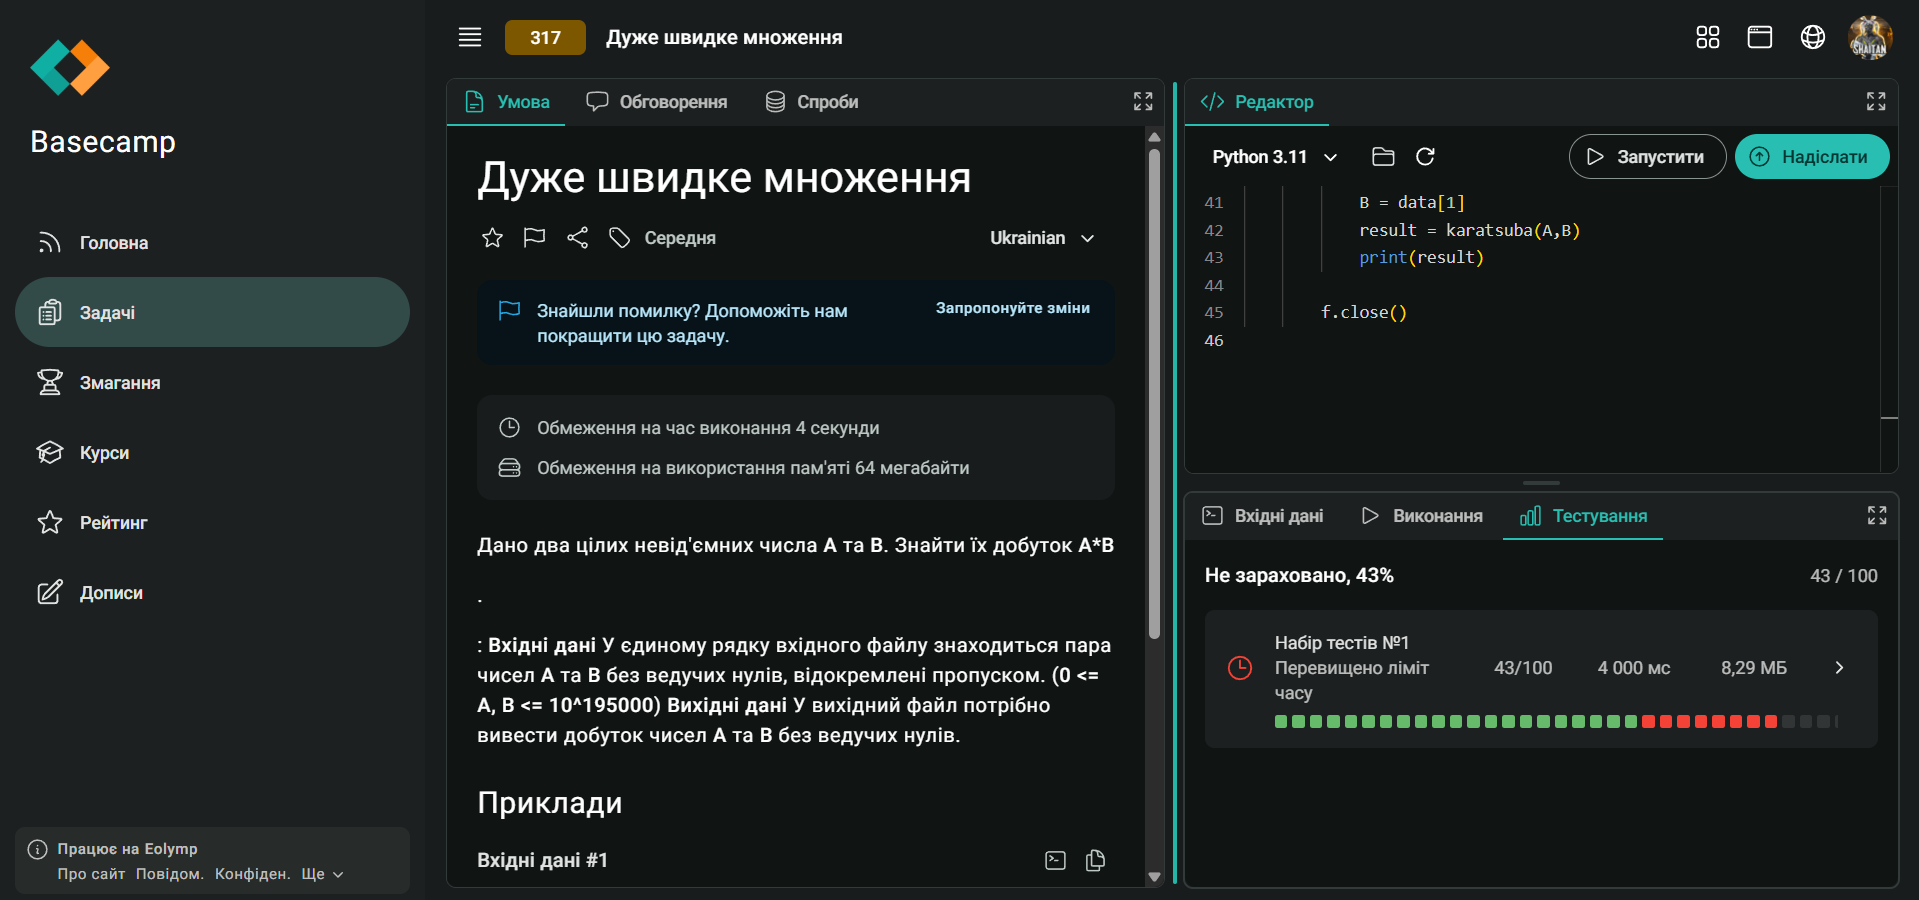 Basecamp
Головна
Задачі
Змагання
Курси
Рейтинг
Дописи
Працює на Eolymp
Про сайт Повідом. Конфіден. Ще
317 Дуже швидке множення
SHAITAN
Умова Обговорення Спроби
Дуже швидке множення
Середня Ukrainian
Знайшли помилку? Допоможіть нам
покращити цю задачу.
Запропонуйте зміни
Обмеження на час виконання 4 секунди
Обмеження на використання пам'яті 64 мегабайти
Дано два цілих невід'ємних числа A та B. Знайти їх добуток A*B
.
: Вхідні дані У єдиному рядку вхідного файлу знаходиться пара
чисел A та B без ведучих нулів, відокремлені пропуском. (0 <=
A, B <= 10^195000) Вихідні дані У вихідний файл потрібно
вивести добуток чисел A та B без ведучих нулів.
Приклади
Вхідні дані #1
Редактор
Python 3.11 Запустити Надіслати
41 B = data[1]
42 result = karatsuba(A,B)
43 print(result)
44
45 f.close()
46
Вхідні дані Виконання Тестування
Не зараховано, 43% 43 / 100
Набір тестів №1
Перевищено ліміт
часу
43/100 4 000 мс 8,29 МБ